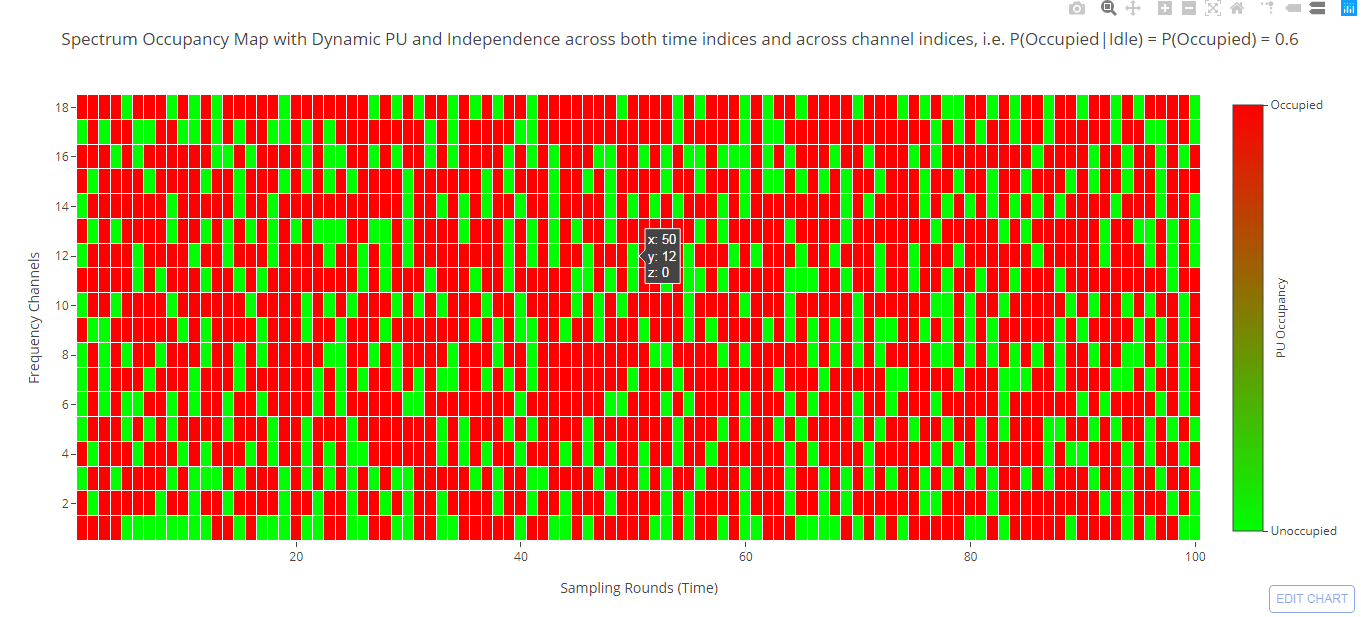 Spectrum Occupancy Map with Dynamic PU and Independence across both time indices and across channel indices, i.e. P(Occupied|Idle) = P(Occupied) = 0.6
18
16
14
12
10
8
6
4
2
Frequency Channels
x: 50
y: 12
z: 0
20
40
60
80
100
Sampling Rounds (Time)
Occupied
PU Occupancy
Unoccupied
EDIT CHART